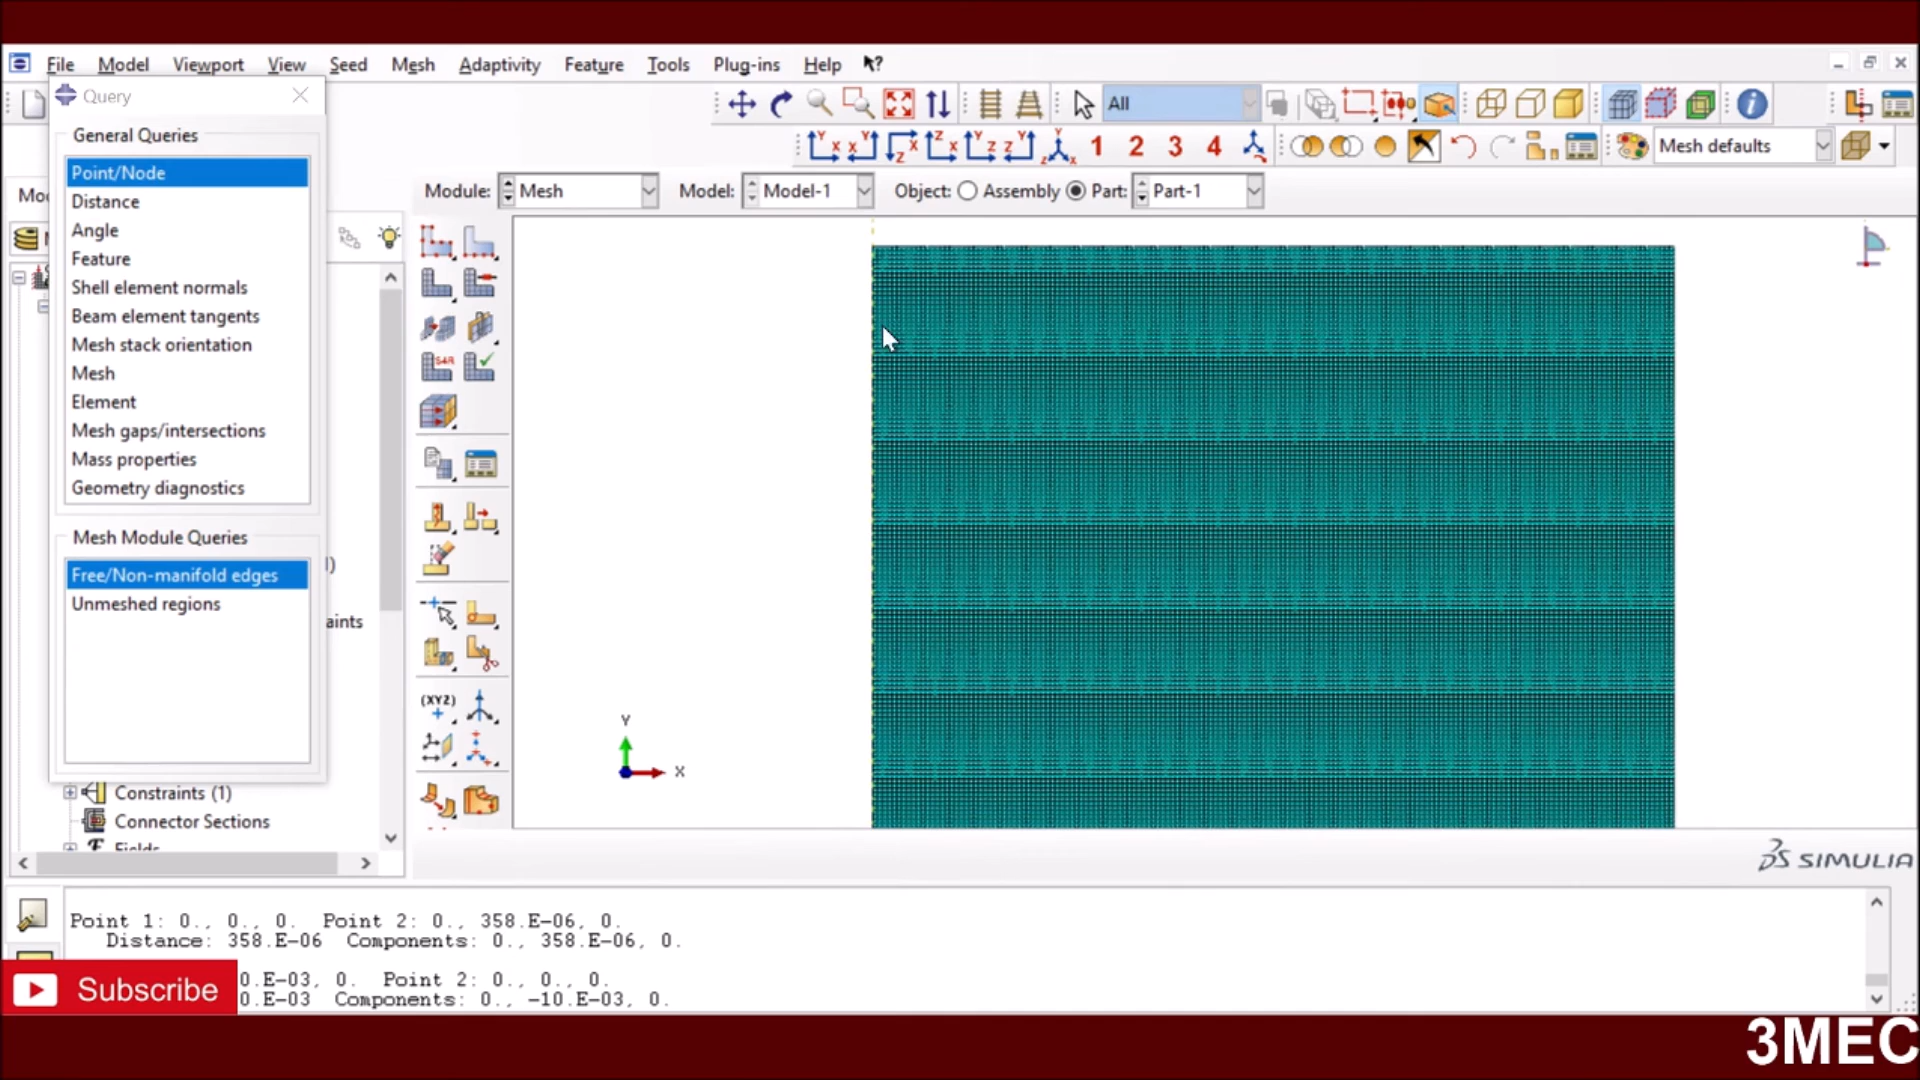 File Model Viewport View Seed Mesh Adaptivity Feature Tools Plug-ins Help
Query
All
General Queries
1 2 3 4
Mesh defaults
Point/Node
Module: Mesh Model: Model-1 Object: Assembly Part: Part-1
Distance
Angle
Feature
Shell element normals
Beam element tangents
Mesh stack orientation
Mesh
Element
Mesh gaps/intersections
Mass properties
Geometry diagnostics
Mesh Module Queries
Free/Non-manifold edges
Unmeshed regions
aints
(XYZ)
Y
X
Constraints (1)
Connector Sections
Fields
SIMULIA
Point 1: 0., 0., 0. Point 2: 0., 358.E-06, 0.
Distance: 358.E-06 Components: 0., 358.E-06, 0.
0.E-03, 0. Point 2: 0., 0., 0.
0.E-03 Components: 0., -10.E-03, 0.
Subscribe
3MEC